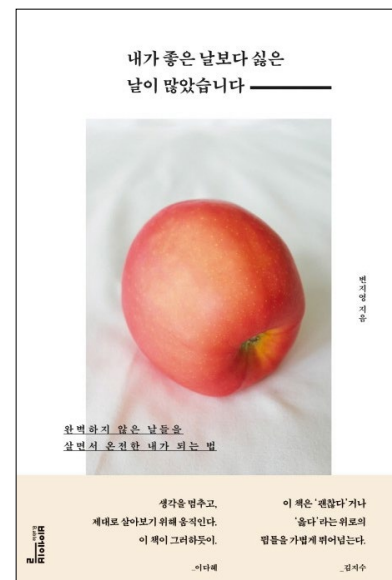 내가 좋은 날보다 싫은
날이 많았습니다
변지영 지음
완벽하지 않은 날들을
살면서 온전한 내가 되는 법
생각을 멈추고,
제대로 살아보기 위해 움직인다.
이 책이 그러하듯이.
_이다혜
이 책은 ‘괜찮다’거나
‘옳다’라는 위로의
덤들을 가볍게 뛰어넘는다.
_김지수
비에이블